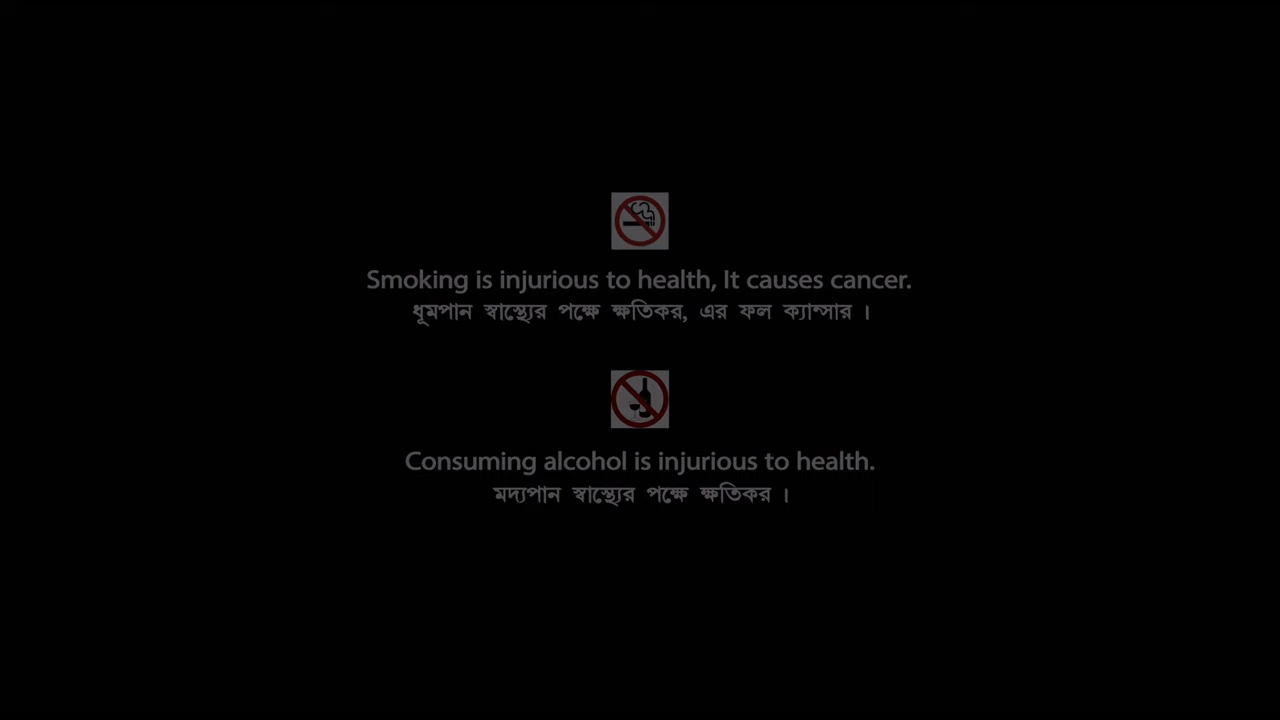 Smoking is injurious to health, It causes cancer.
ধূমপান স্বাস্থ্যের পক্ষে ক্ষতিকর, এর ফল ক্যান্সার ।
Consuming alcohol is injurious to health.
মদ্যপান স্বাস্থ্যের পক্ষে ক্ষতিকর ।